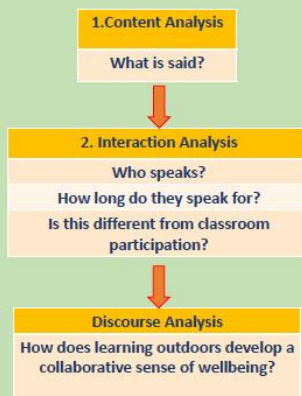 1.Content Analysis
What is said?
2. Interaction Analysis
Who speaks?
How long do they speak for?
Is this different from classroom
participation?
Discourse Analysis
How does learning outdoors develop a
collaborative sense of wellbeing?